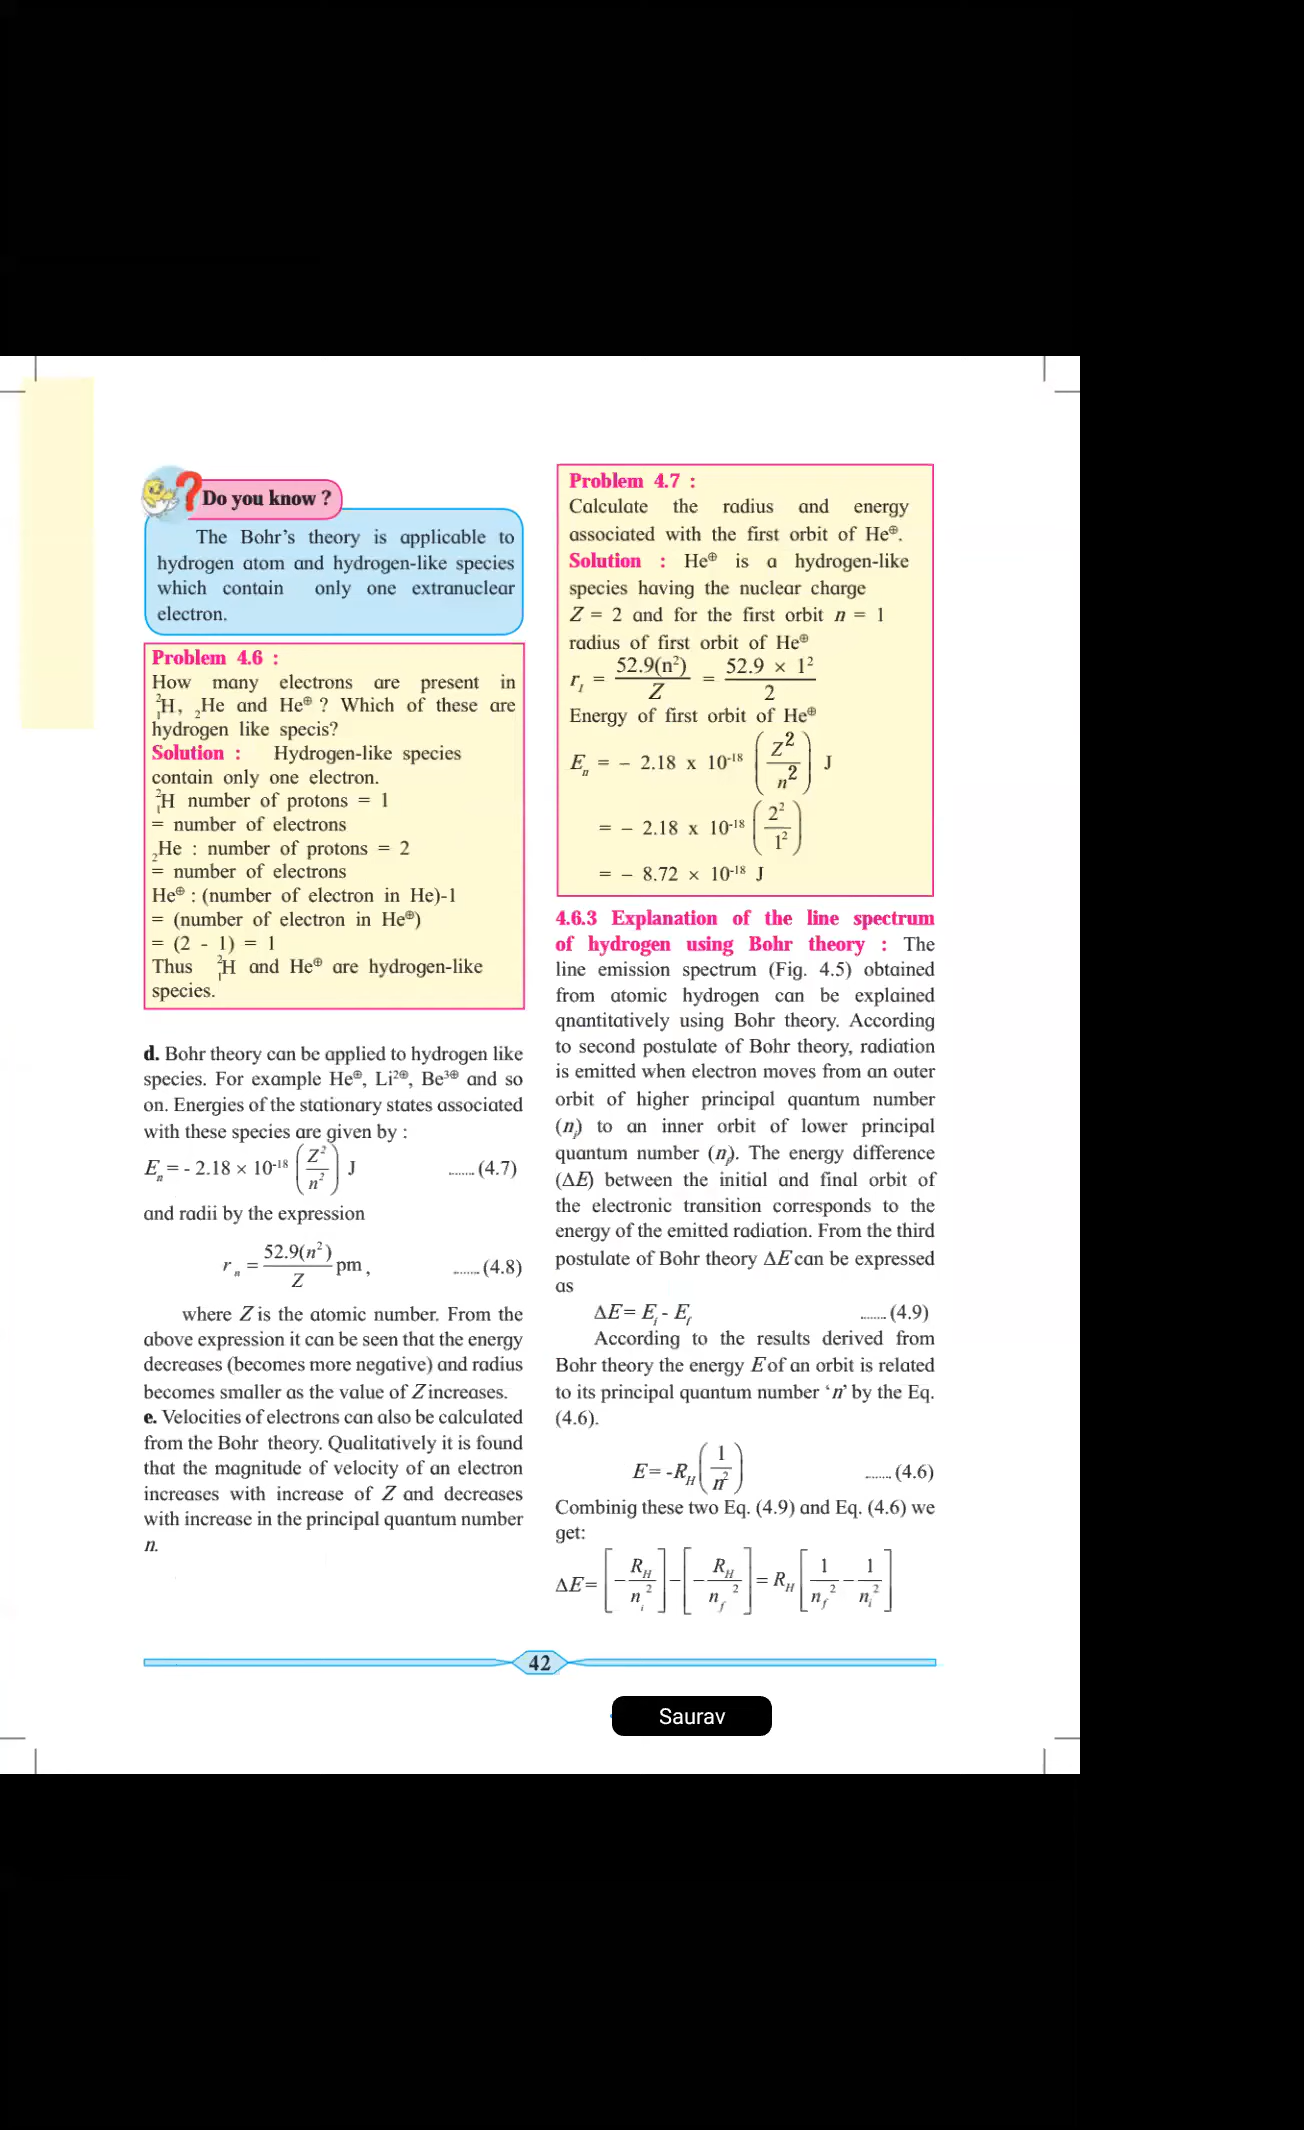 Do you know ?
The Bohr's theory is applicable to
hydrogen atom and hydrogen-like species
which contain only one extranuclear
electron.
Problem 4.6 :
How many electrons are present in
²₁H, ₂He and He⊕ ? Which of these are
hydrogen like specis?
Solution : Hydrogen-like species
contain only one electron.
²₁H number of protons = 1
= number of electrons
₂He : number of protons = 2
= number of electrons
He⊕ : (number of electron in He)-1
= (number of electron in He⊕)
= (2 - 1) = 1
Thus ²₁H and He⊕ are hydrogen-like
species.
d. Bohr theory can be applied to hydrogen like
species. For example He⊕, Li²⊕, Be³⊕ and so
on. Energies of the stationary states associated
with these species are given by :
Eₙ = - 2.18 × 10⁻¹⁸ (Z²/n²) J ........ (4.7)
and radii by the expression
r ₙ = 52.9(n²)/Z pm , ........ (4.8)
where Z is the atomic number. From the
above expression it can be seen that the energy
decreases (becomes more negative) and radius
becomes smaller as the value of Z increases.
e. Velocities of electrons can also be calculated
from the Bohr theory. Qualitatively it is found
that the magnitude of velocity of an electron
increases with increase of Z and decreases
with increase in the principal quantum number
n.
Problem 4.7 :
Calculate the radius and energy
associated with the first orbit of He⊕.
Solution : He⊕ is a hydrogen-like
species having the nuclear charge
Z = 2 and for the first orbit n = 1
radius of first orbit of He⊕
r₁ = 52.9(n²)/Z = 52.9 × 1²/2
Energy of first orbit of He⊕
Eₙ = − 2.18 x 10⁻¹⁸ (Z²/n²) J
= − 2.18 x 10⁻¹⁸ (2²/1²)
= − 8.72 × 10⁻¹⁸ J
4.6.3 Explanation of the line spectrum
of hydrogen using Bohr theory : The
line emission spectrum (Fig. 4.5) obtained
from atomic hydrogen can be explained
qnantitatively using Bohr theory. According
to second postulate of Bohr theory, radiation
is emitted when electron moves from an outer
orbit of higher principal quantum number
(nᵢ) to an inner orbit of lower principal
quantum number (n_f). The energy difference
(ΔE) between the initial and final orbit of
the electronic transition corresponds to the
energy of the emitted radiation. From the third
postulate of Bohr theory ΔE can be expressed
as
ΔE = Eᵢ - E_f ........ (4.9)
According to the results derived from
Bohr theory the energy E of an orbit is related
to its principal quantum number ‘n’ by the Eq.
(4.6).
E = -R_H (1/n²) ........ (4.6)
Combinig these two Eq. (4.9) and Eq. (4.6) we
get:
ΔE = [−R_H/nᵢ²] − [−R_H/n_f²] = R_H [1/n_f² − 1/nᵢ²]
42
Saurav